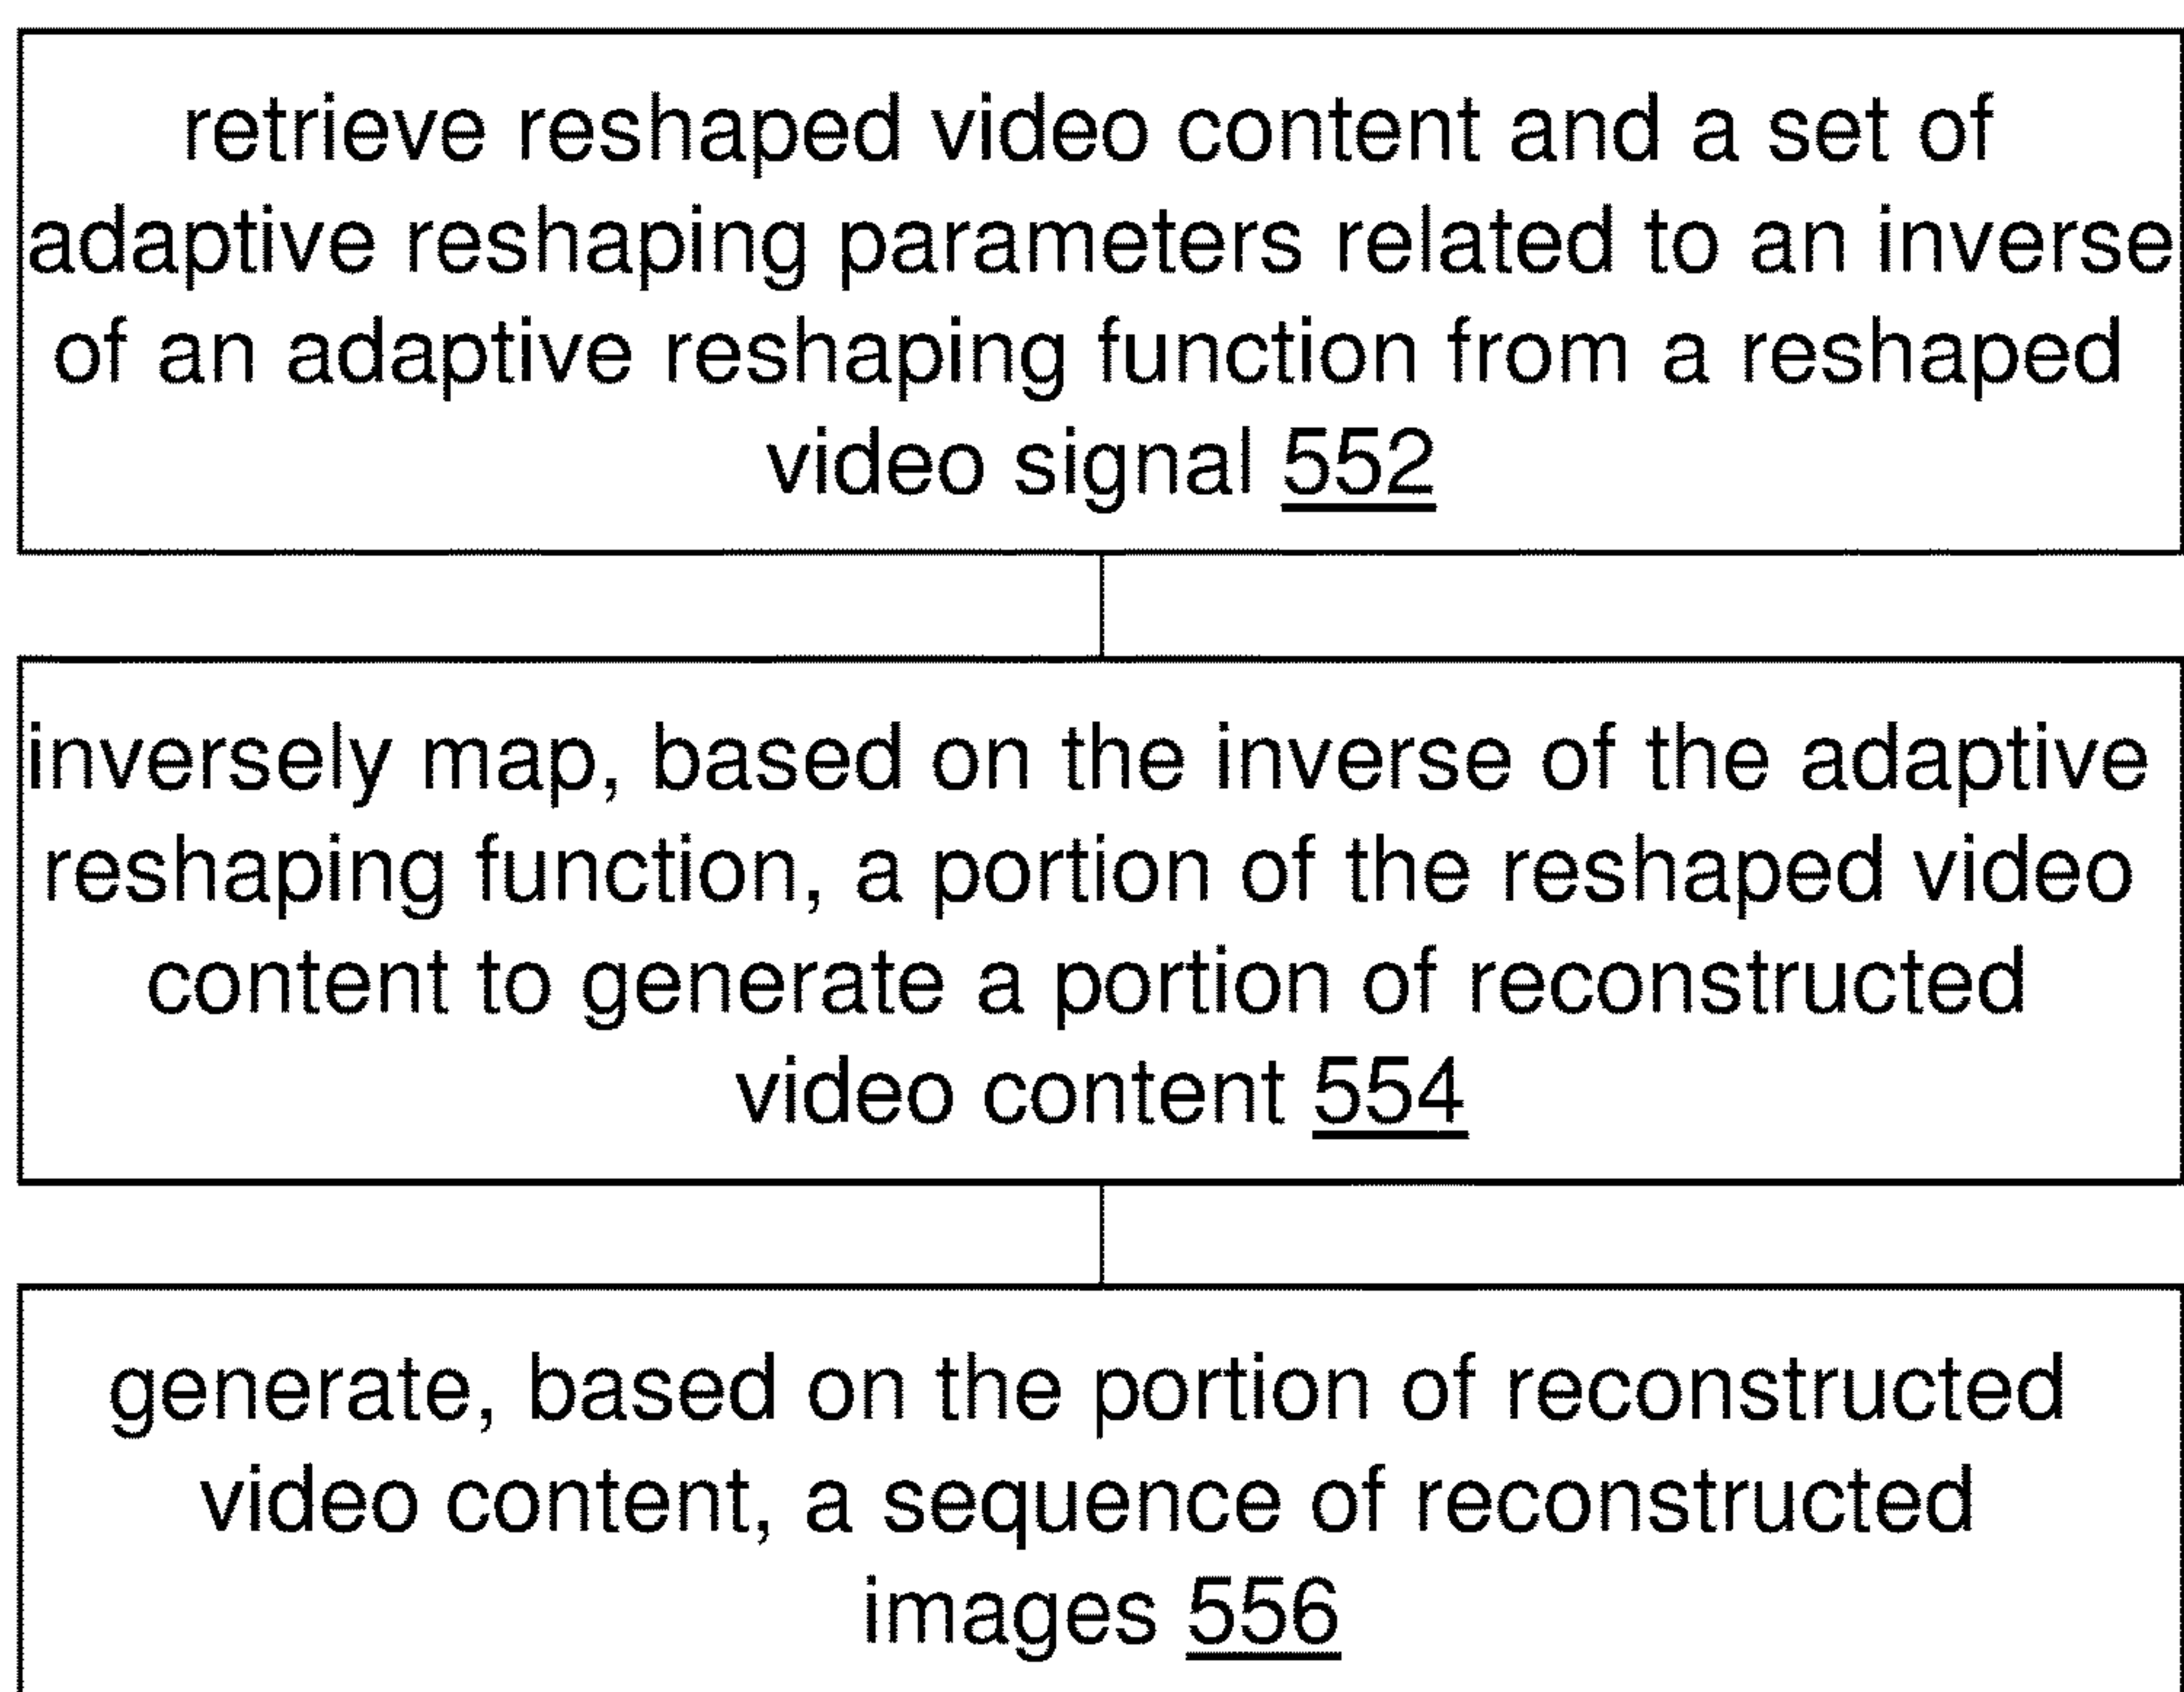 retrieve reshaped video content and a set of
adaptive reshaping parameters related to an inverse
of an adaptive reshaping function from a reshaped
video signal 552
inversely map, based on the inverse of the adaptive
reshaping function, a portion of the reshaped video
content to generate a portion of reconstructed
video content 554
generate, based on the portion of reconstructed
video content, a sequence of reconstructed
images 556